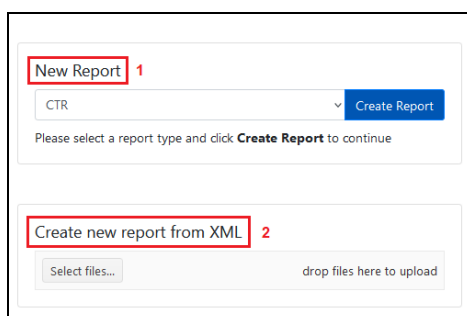 New Report 1
CTR Create Report
Please select a report type and click Create Report to continue
Create new report from XML 2
Select files... drop files here to upload